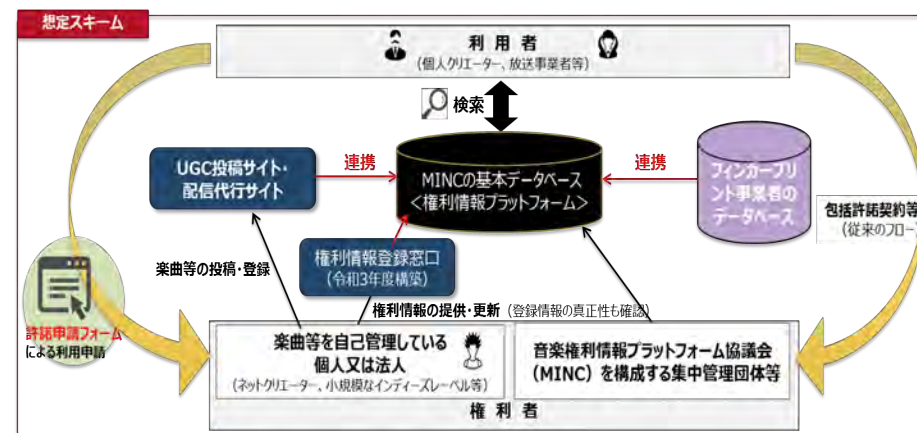 想定スキーム
利用者
(個人クリエーター、放送事業者等)
検索
UGC投稿サイト・
配信代行サイト
連携
MINCの基本データベース
<権利情報プラットフォーム>
連携
フィンガープリ
ント事業者の
データベース
包括許諾契約等
(従来のフロー)
権利情報登録窓口
(令和3年度構築)
楽曲等の投稿・登録
権利情報の提供・更新(登録情報の真正性も確認)
許諾申請フォーム
による利用申請
楽曲等を自己管理している
個人又は法人
(ネットクリエーター、小規模なインディーズレーベル等)
音楽権利情報プラットフォーム協議会
(MINC)を構成する集中管理団体等
権利者